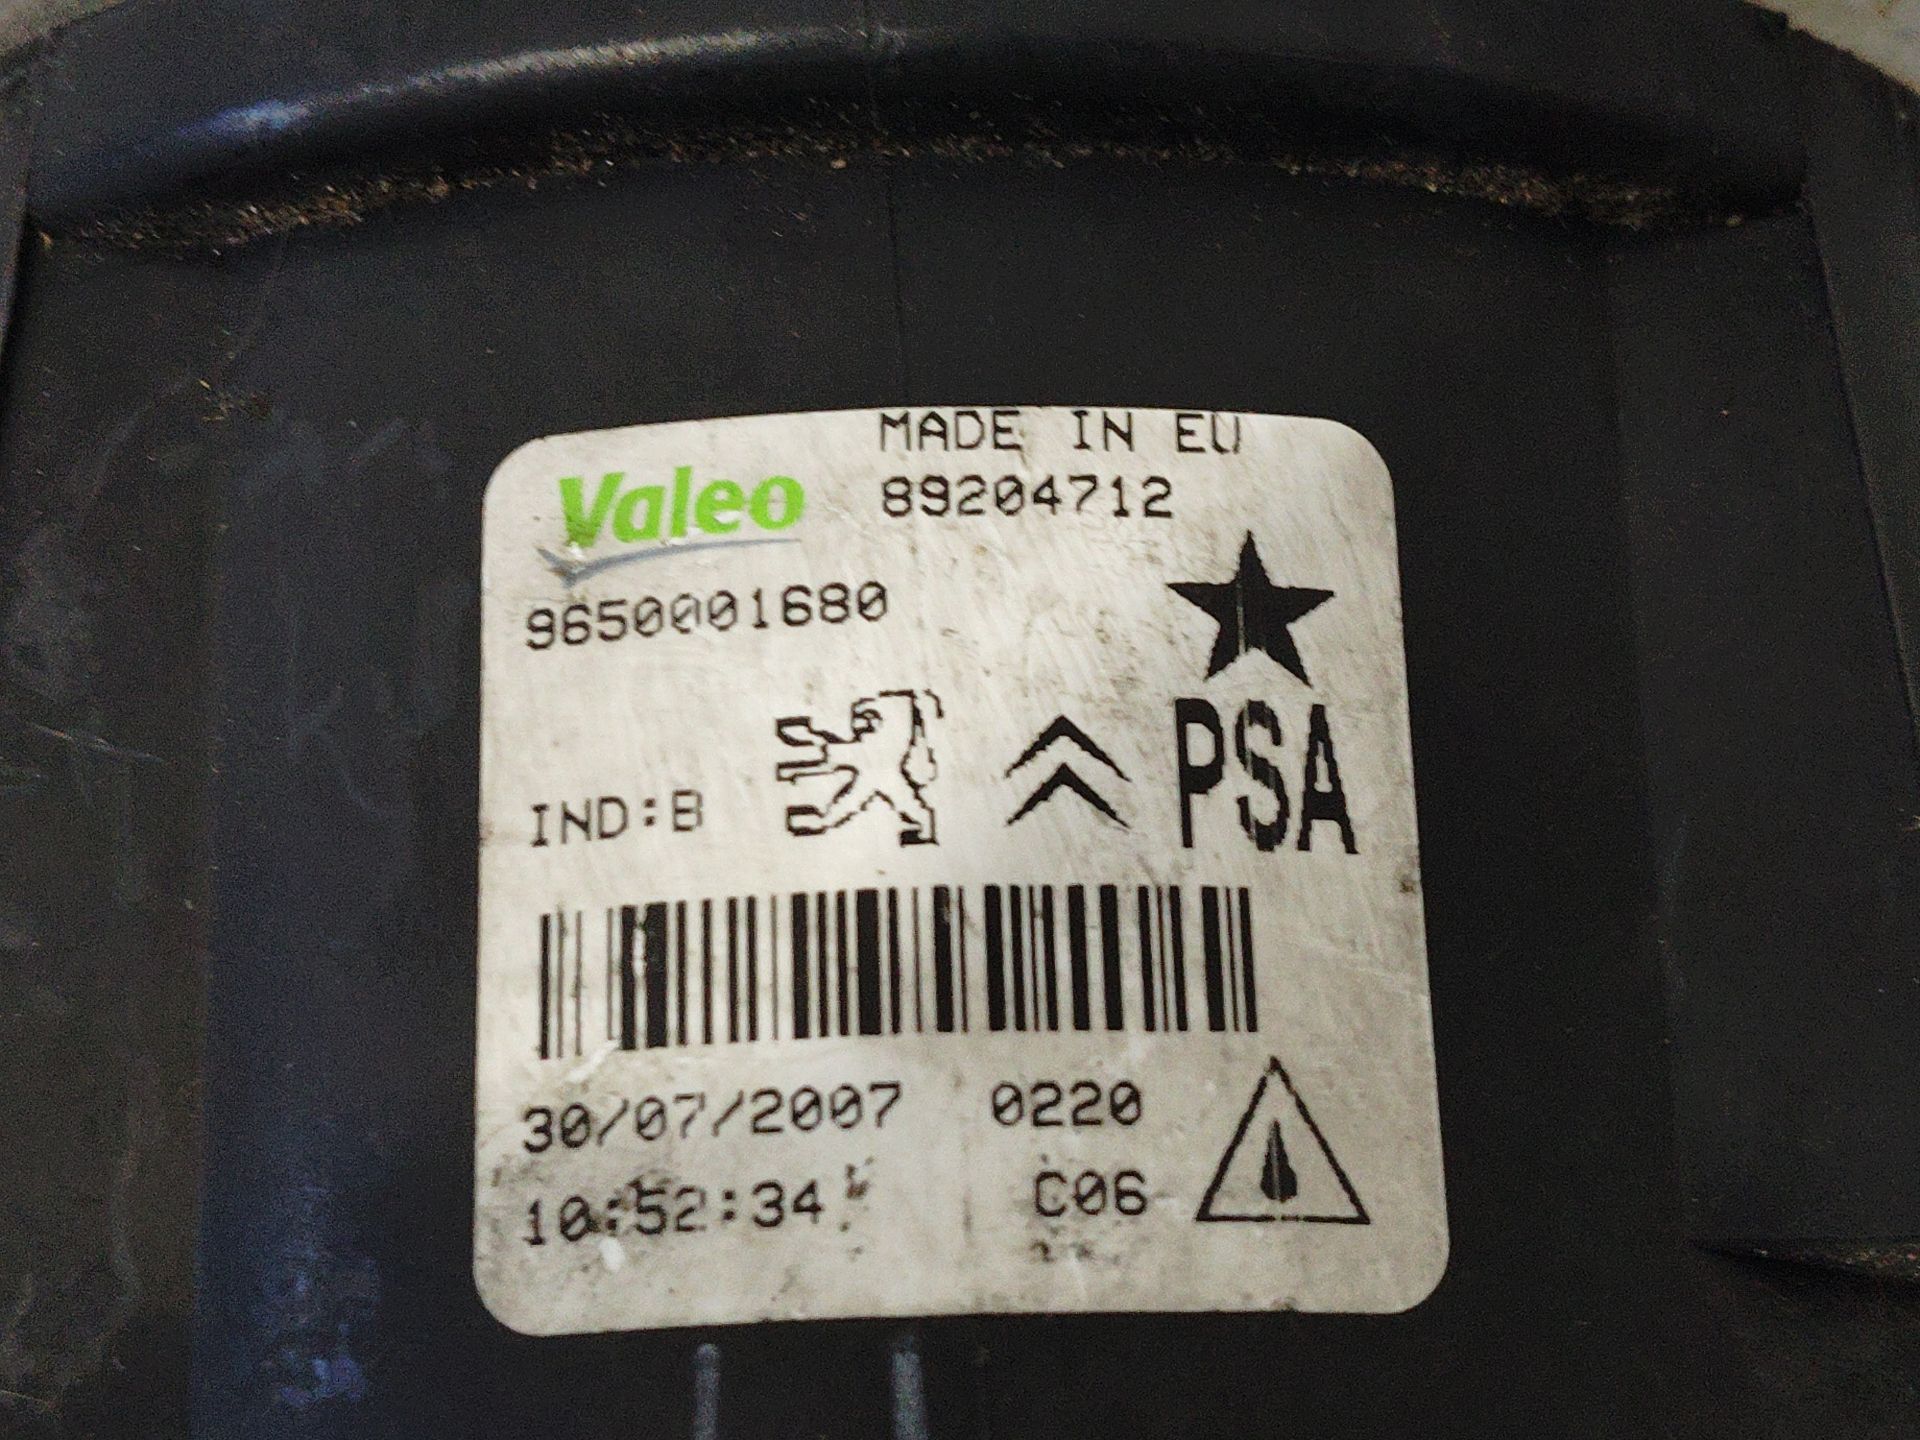 MADE IN EU
Valeo 89204712
9650001680
IND:B PSA
30/07/2007 0220
10:52:34 C06